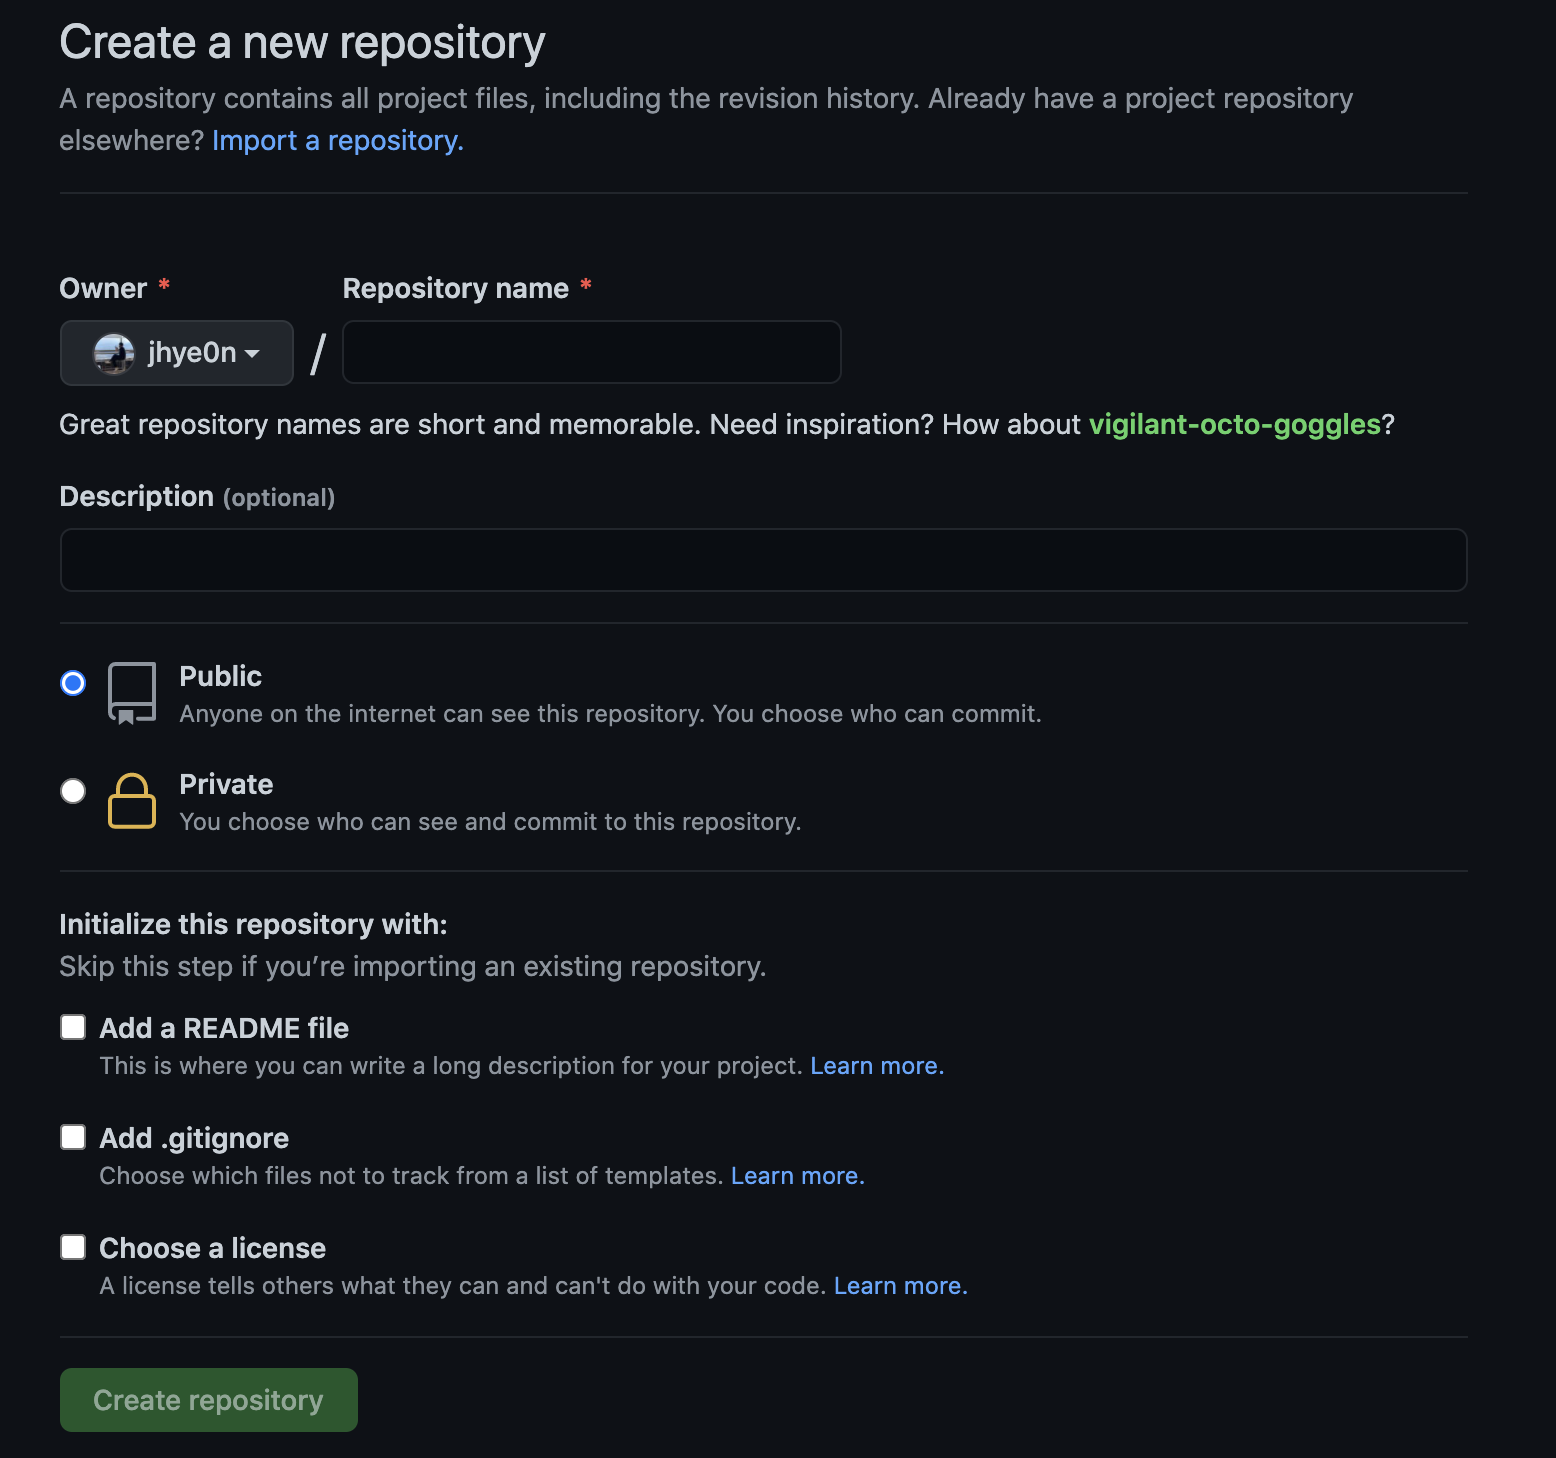 Create a new repository
A repository contains all project files, including the revision history. Already have a project repository
elsewhere? Import a repository.
Owner *
Repository name *
jhye0n
/
Great repository names are short and memorable. Need inspiration? How about vigilant-octo-goggles?
Description (optional)
Public
Anyone on the internet can see this repository. You choose who can commit.
Private
You choose who can see and commit to this repository.
Initialize this repository with:
Skip this step if you’re importing an existing repository.
Add a README file
This is where you can write a long description for your project. Learn more.
Add .gitignore
Choose which files not to track from a list of templates. Learn more.
Choose a license
A license tells others what they can and can't do with your code. Learn more.
Create repository